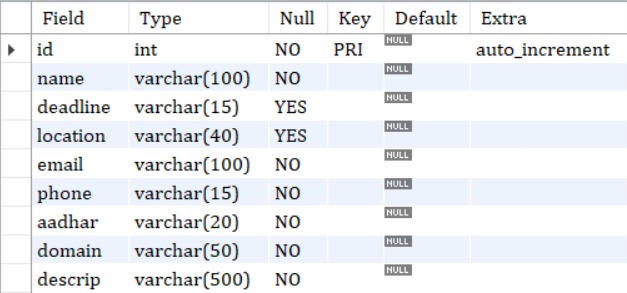 Field Type Null Key Default Extra
id int NO PRI NULL auto_increment
name varchar(100) NO NULL
deadline varchar(15) YES NULL
location varchar(40) YES NULL
email varchar(100) NO NULL
phone varchar(15) NO NULL
aadhar varchar(20) NO NULL
domain varchar(50) NO NULL
descrip varchar(500) NO NULL